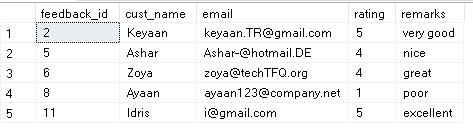 feedback_id cust_name email rating remarks
1 2 Keyaan keyaan.TR@gmail.com 5 very good
2 5 Ashar Ashar-@hotmail.DE 4 nice
3 6 Zoya zoya@techTFQ.org 4 great
4 8 Ayaan ayaan123@company.net 1 poor
5 11 Idris i@gmail.com 5 excellent